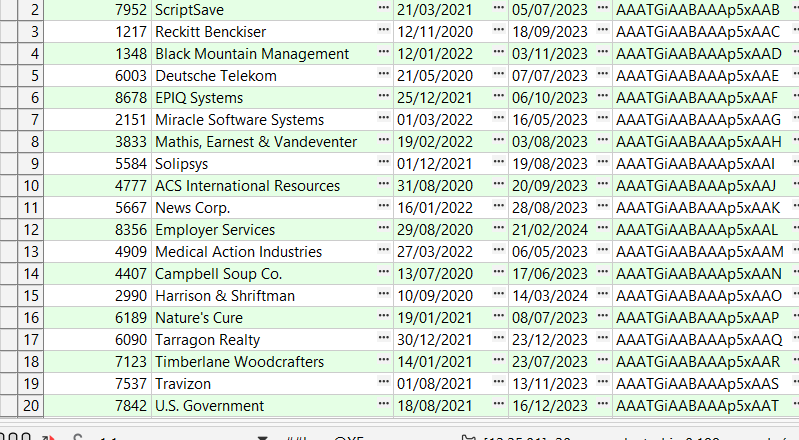 2 7952 ScriptSave ... 21/03/2021 ... 05/07/2023 ... AAATGiAABAAAp5xAAB
3 1217 Reckitt Benckiser ... 12/11/2020 ... 18/09/2023 ... AAATGiAABAAAp5xAAC
4 1348 Black Mountain Management ... 12/01/2022 ... 03/11/2023 ... AAATGiAABAAAp5xAAD
5 6003 Deutsche Telekom ... 21/05/2020 ... 07/07/2023 ... AAATGiAABAAAp5xAAE
6 8678 EPIQ Systems ... 25/12/2021 ... 06/10/2023 ... AAATGiAABAAAp5xAAF
7 2151 Miracle Software Systems ... 01/03/2022 ... 16/05/2023 ... AAATGiAABAAAp5xAAG
8 3833 Mathis, Earnest & Vandeventer ... 19/02/2022 ... 03/08/2023 ... AAATGiAABAAAp5xAAH
9 5584 Solipsys ... 01/12/2021 ... 19/08/2023 ... AAATGiAABAAAp5xAAI
10 4777 ACS International Resources ... 31/08/2020 ... 20/09/2023 ... AAATGiAABAAAp5xAAJ
11 5667 News Corp. ... 16/01/2022 ... 28/08/2023 ... AAATGiAABAAAp5xAAK
12 8356 Employer Services ... 29/08/2020 ... 21/02/2024 ... AAATGiAABAAAp5xAAL
13 4909 Medical Action Industries ... 27/03/2022 ... 06/05/2023 ... AAATGiAABAAAp5xAAM
14 4407 Campbell Soup Co. ... 13/07/2020 ... 17/06/2023 ... AAATGiAABAAAp5xAAN
15 2990 Harrison & Shriftman ... 10/09/2020 ... 14/03/2024 ... AAATGiAABAAAp5xAAO
16 6189 Nature's Cure ... 19/01/2021 ... 08/07/2023 ... AAATGiAABAAAp5xAAP
17 6090 Tarragon Realty ... 30/12/2021 ... 23/12/2023 ... AAATGiAABAAAp5xAAQ
18 7123 Timberlane Woodcrafters ... 14/01/2021 ... 23/07/2023 ... AAATGiAABAAAp5xAAR
19 7537 Travizon ... 01/08/2021 ... 13/11/2023 ... AAATGiAABAAAp5xAAS
20 7842 U.S. Government ... 18/08/2021 ... 16/12/2023 ... AAATGiAABAAAp5xAAT